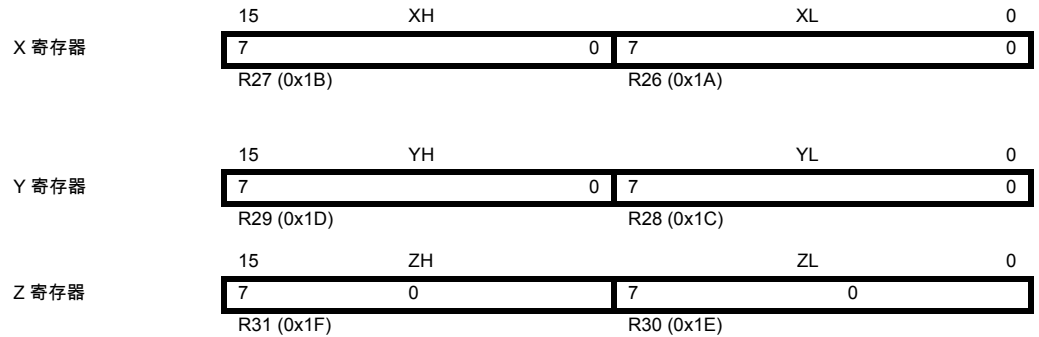 15 XH XL 0
X 寄存器 7 0 7 0
R27 (0x1B) R26 (0x1A)
15 YH YL 0
Y 寄存器 7 0 7 0
R29 (0x1D) R28 (0x1C)
15 ZH ZL 0
Z 寄存器 7 0 7 0
R31 (0x1F) R30 (0x1E)